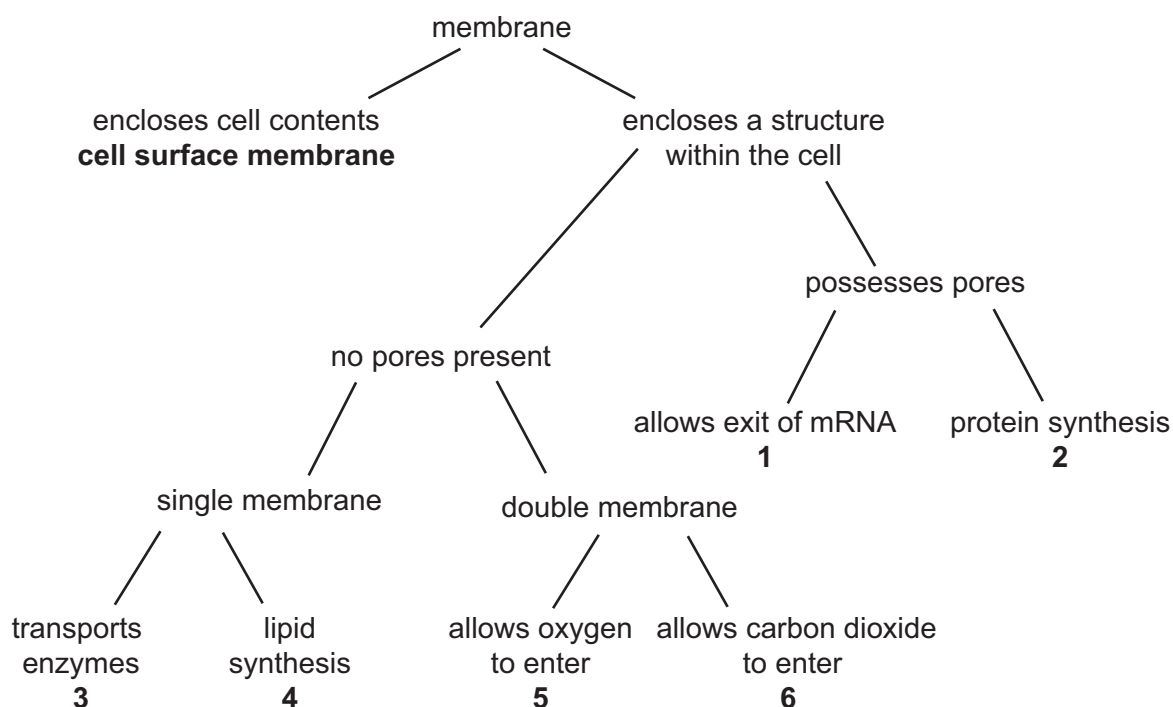 membrane
encloses cell contents
cell surface membrane
encloses a structure
within the cell
possesses pores
no pores present
allows exit of mRNA
1
protein synthesis
2
single membrane
double membrane
transports
enzymes
3
lipid
synthesis
4
allows oxygen
to enter
5
allows carbon dioxide
to enter
6